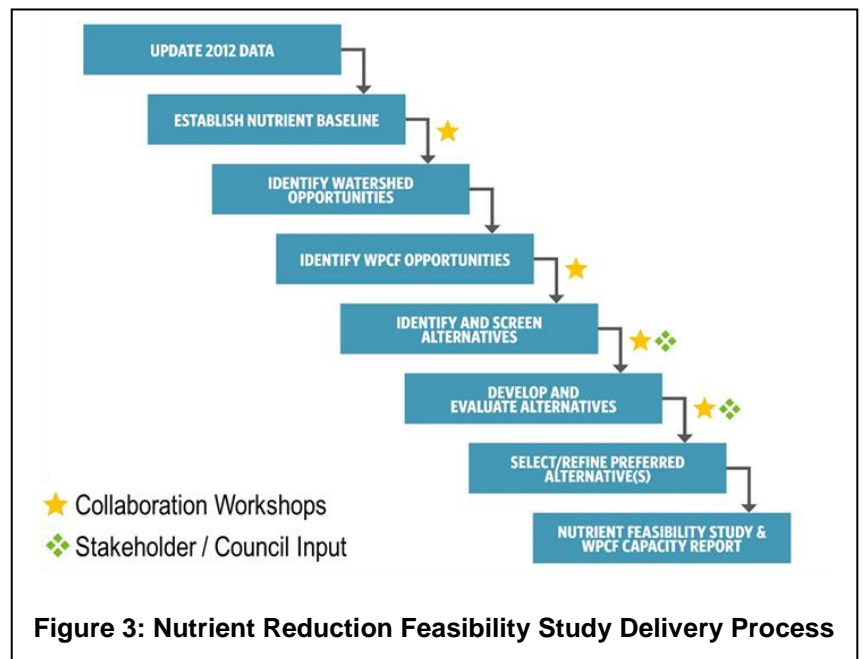 UPDATE 2012 DATA
ESTABLISH NUTRIENT BASELINE
IDENTIFY WATERSHED
OPPORTUNITIES
IDENTIFY WPCF OPPORTUNITIES
IDENTIFY AND SCREEN
ALTERNATIVES
DEVELOP AND
EVALUATE ALTERNATIVES
SELECT/REFINE PREFERRED
ALTERNATIVE(S)
NUTRIENT FEASIBILITY STUDY &
WPCF CAPACITY REPORT
Collaboration Workshops
Stakeholder / Council Input
Figure 3: Nutrient Reduction Feasibility Study Delivery Process